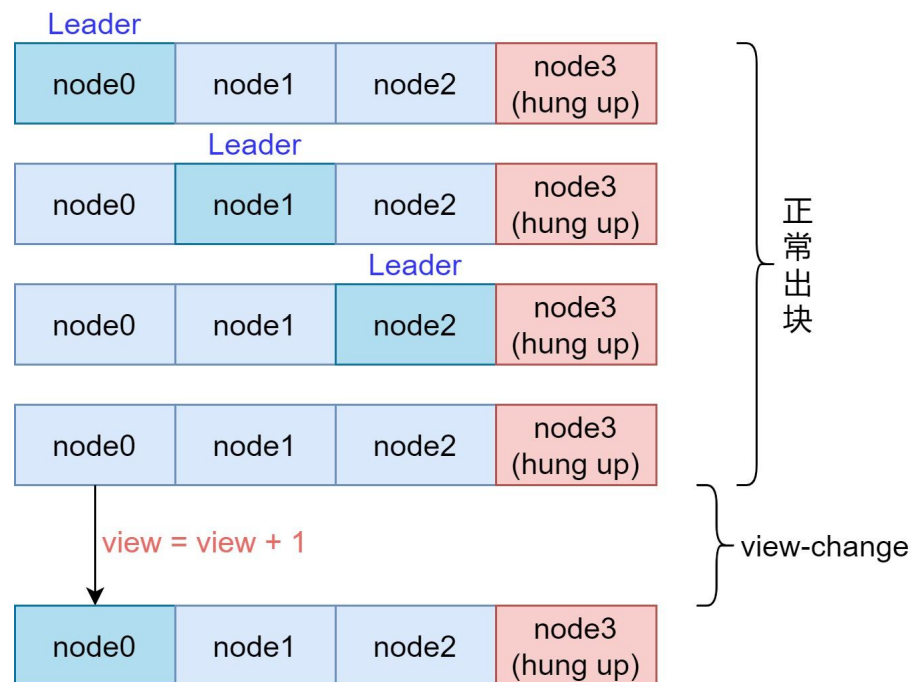 Leader
node0
node1
node2
node3
(hung up)
Leader
node0
node1
node2
node3
(hung up)
Leader
node0
node1
node2
node3
(hung up)
node0
node1
node2
node3
(hung up)
正
常
出
块
view = view + 1
view-change
node0
node1
node2
node3
(hung up)